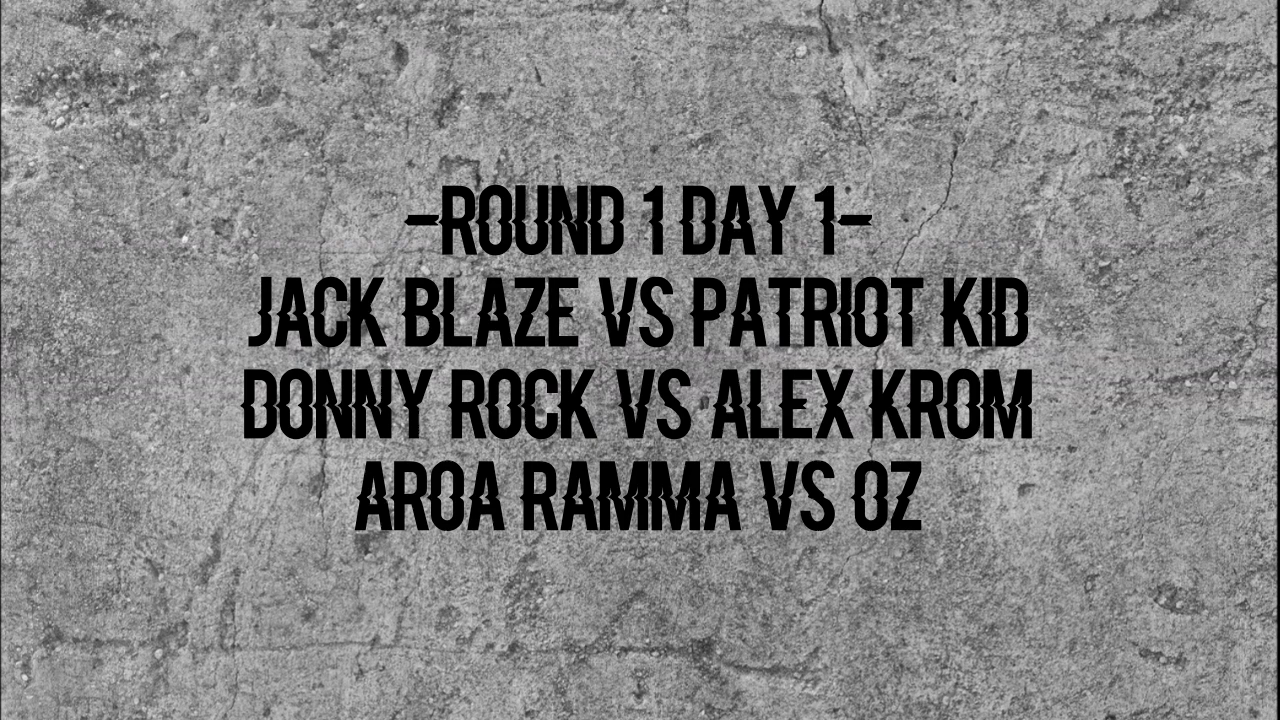 -ROUND 1 DAY 1-
JACK BLAZE VS PATRIOT KID
DONNY ROCK VS ALEX KROM
AROA RAMMA VS OZ